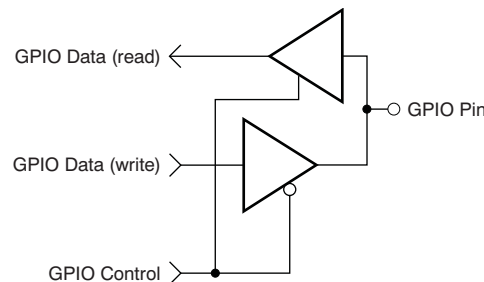 GPIO Data (read)
GPIO Pin
GPIO Data (write)
GPIO Control